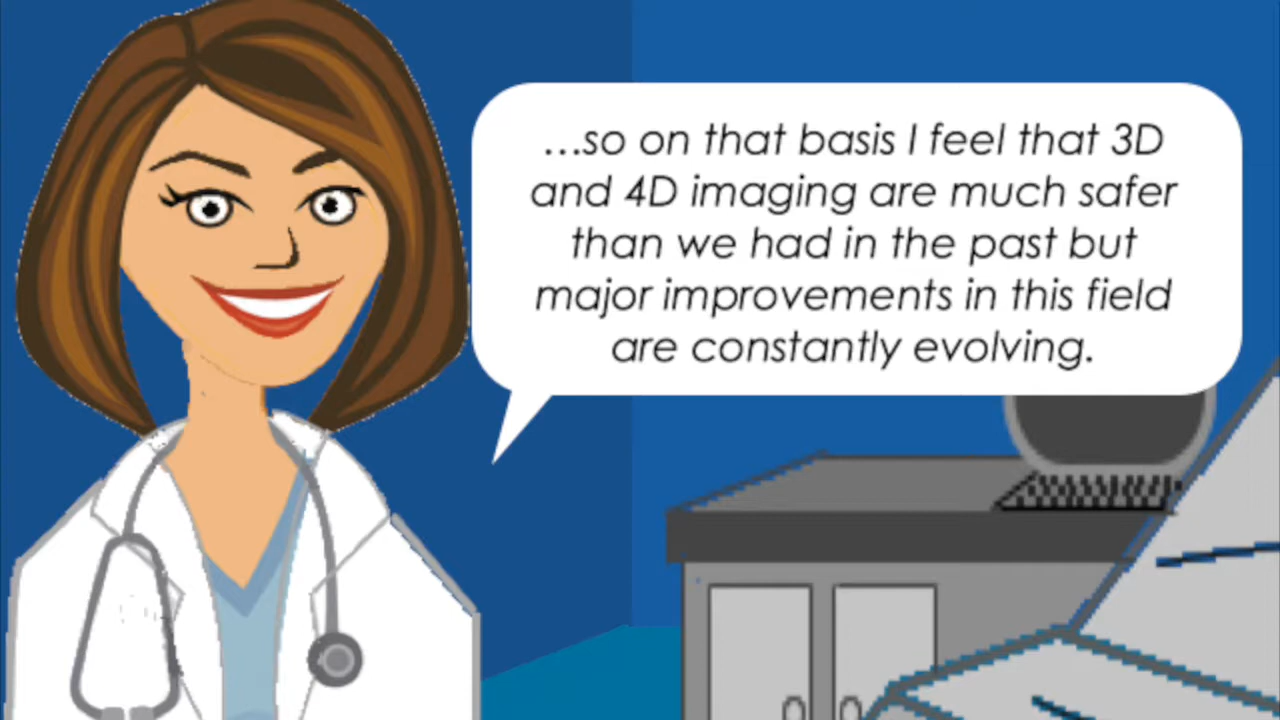 ...so on that basis I feel that 3D
and 4D imaging are much safer
than we had in the past but
major improvements in this field
are constantly evolving.